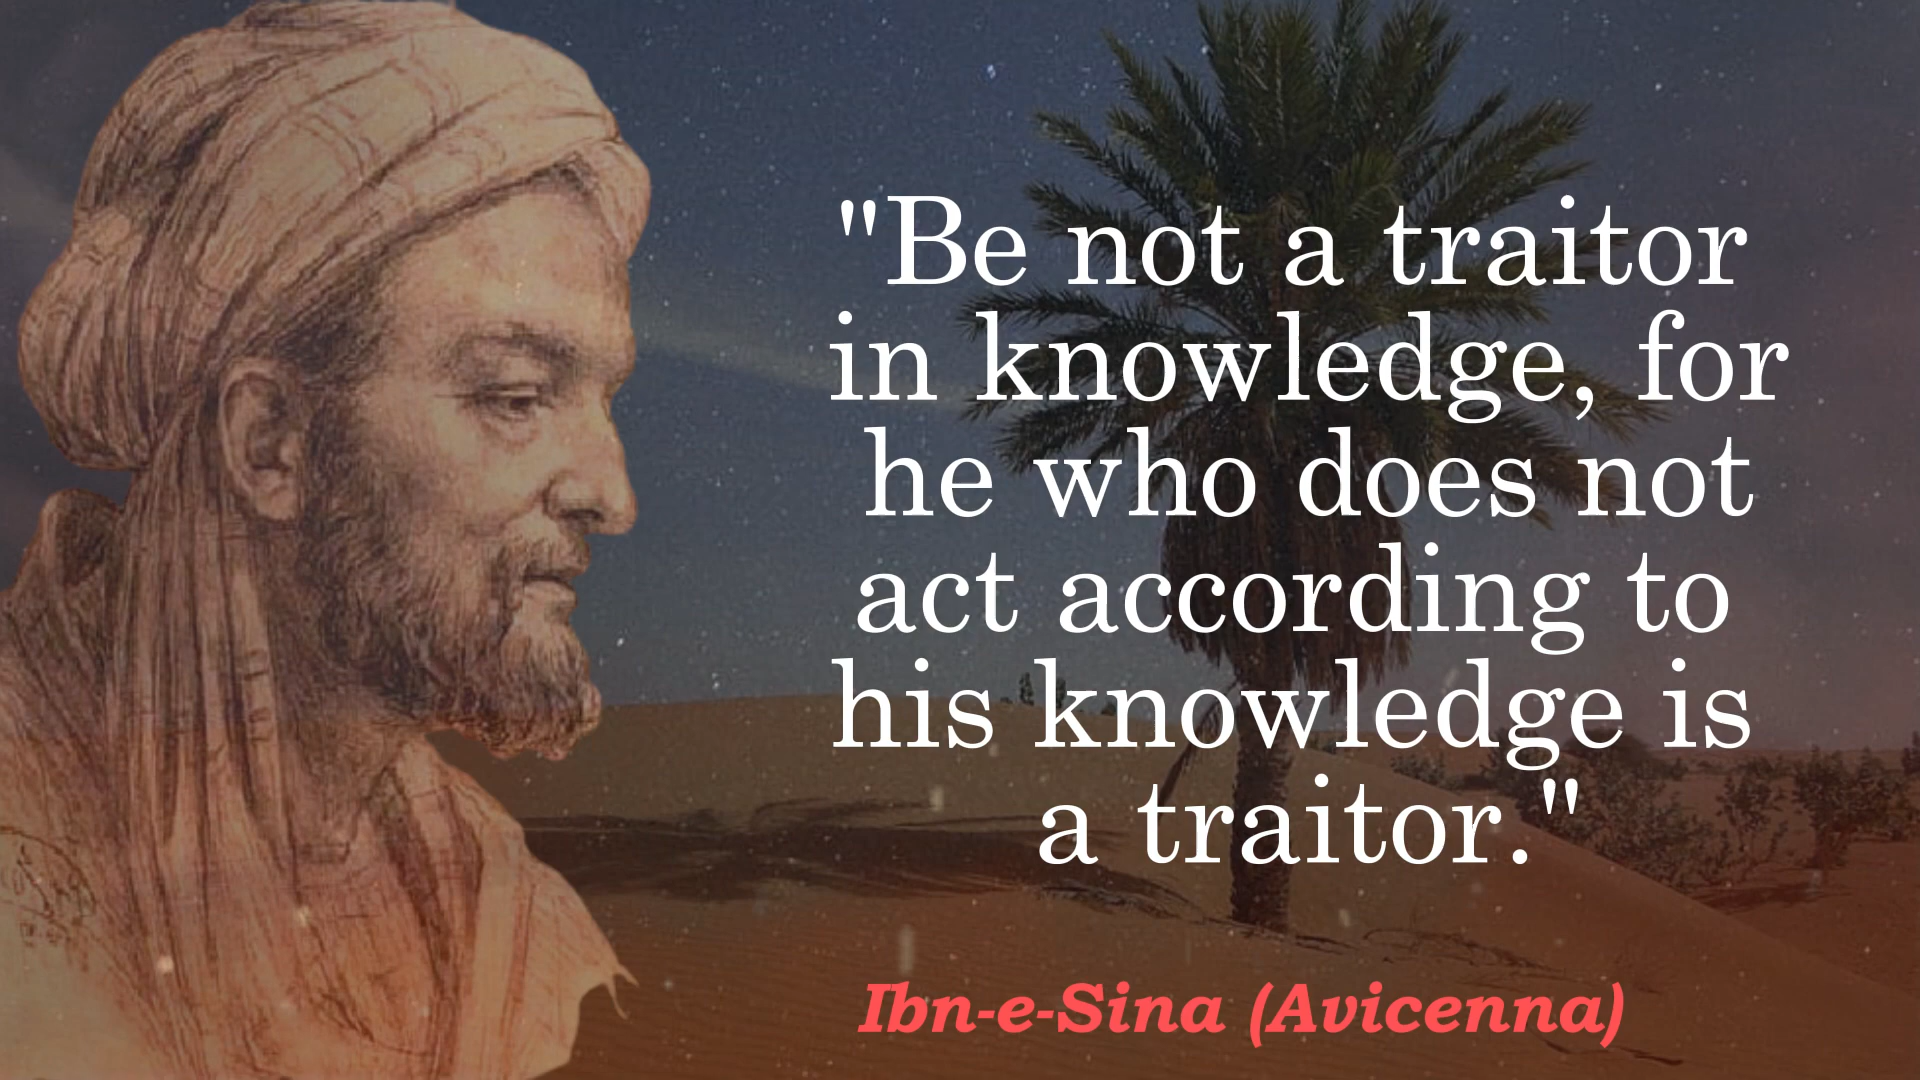 "Be not a traitor
in knowledge, for
he who does not
act according to
his knowledge is
a traitor."
Ibn-e-Sina (Avicenna)